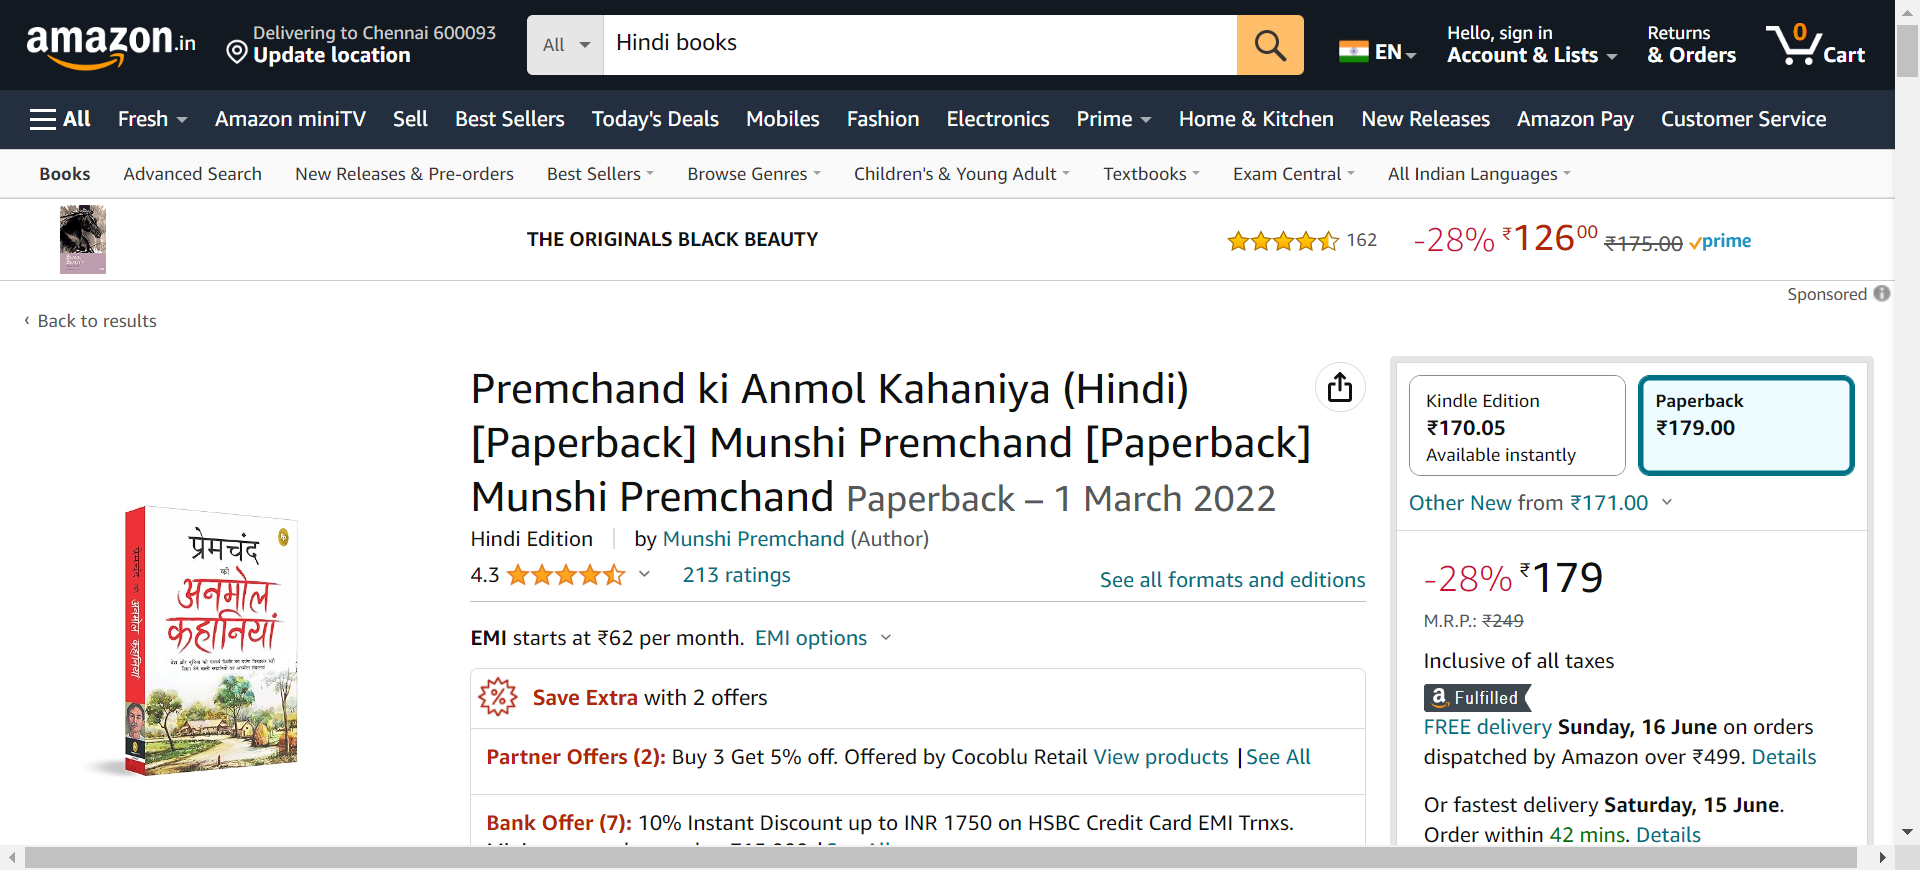 amazon.in
Delivering to Chennai 600093
Update location
All
Hindi books
EN
Hello, sign in
Account & Lists
Returns
& Orders
0
Cart
All
Fresh
Amazon miniTV
Sell
Best Sellers
Today's Deals
Mobiles
Fashion
Electronics
Prime
Home & Kitchen
New Releases
Amazon Pay
Customer Service
Books
Advanced Search
New Releases & Pre-orders
Best Sellers
Browse Genres
Children's & Young Adult
Textbooks
Exam Central
All Indian Languages
THE ORIGINALS BLACK BEAUTY
162
-28% ₹12600 ₹175.00 prime
Sponsored
‹ Back to results
Premchand ki Anmol Kahaniya (Hindi)
[Paperback] Munshi Premchand [Paperback]
Munshi Premchand Paperback – 1 March 2022
Hindi Edition
by Munshi Premchand (Author)
4.3
213 ratings
See all formats and editions
EMI starts at ₹62 per month. EMI options
Save Extra with 2 offers
Partner Offers (2): Buy 3 Get 5% off. Offered by Cocoblu Retail View products | See All
Bank Offer (7): 10% Instant Discount up to INR 1750 on HSBC Credit Card EMI Trnxs.
प्रेमचंद
की
अनमोल
कहानियां
Kindle Edition
₹170.05
Available instantly
Paperback
₹179.00
Other New from ₹171.00
-28% ₹179
M.R.P.: ₹249
Inclusive of all taxes
a Fulfilled
FREE delivery Sunday, 16 June on orders
dispatched by Amazon over ₹499. Details
Or fastest delivery Saturday, 15 June.
Order within 42 mins. Details